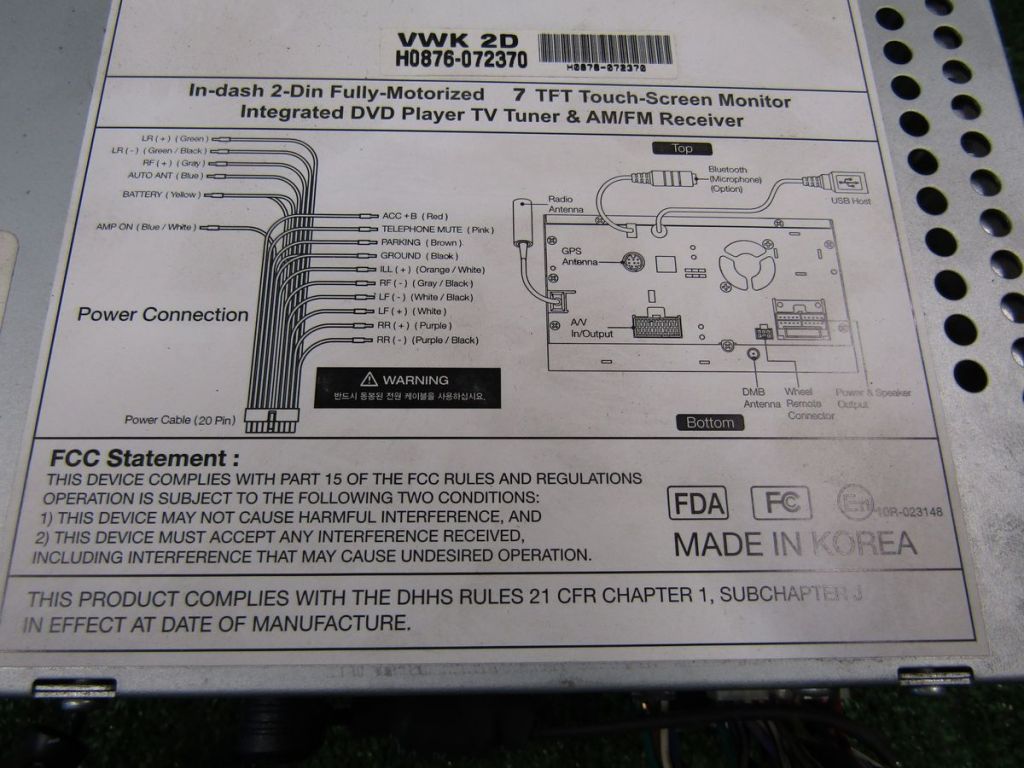 VWK 2D
H0876-072370
H0876-072370
In-dash 2-Din Fully-Motorized 7 TFT Touch-Screen Monitor
Integrated DVD Player TV Tuner & AM/FM Receiver
LR ( + ) ( Green )
LR ( - ) ( Green / Black )
RF ( + ) ( Gray )
AUTO ANT ( Blue )
BATTERY ( Yellow )
AMP ON ( Blue / White )
ACC + B ( Red )
TELEPHONE MUTE ( Pink )
PARKING ( Brown )
GROUND ( Black )
ILL ( + ) ( Orange / White )
RF ( - ) ( Gray / Black )
LF ( - ) ( White / Black )
LF ( + ) ( White )
RR ( + ) ( Purple )
RR ( - ) ( Purple / Black )
Power Connection
Power Cable ( 20 Pin )
WARNING
반드시 동봉된 전원 케이블을 사용하십시요.
Top
Radio
Antenna
Bluetooth
(Microphone)
(Option)
USB Host
GPS
Antenna
A/V
In/Output
DMB
Antenna
Wheel
Remote
Connector
Power & Speaker
Output
Bottom
FCC Statement :
THIS DEVICE COMPLIES WITH PART 15 OF THE FCC RULES AND REGULATIONS
OPERATION IS SUBJECT TO THE FOLLOWING TWO CONDITIONS:
1) THIS DEVICE MAY NOT CAUSE HARMFUL INTERFERENCE, AND
2) THIS DEVICE MUST ACCEPT ANY INTERFERENCE RECEIVED,
INCLUDING INTERFERENCE THAT MAY CAUSE UNDESIRED OPERATION.
FDA FC 10R-023148
MADE IN KOREA
THIS PRODUCT COMPLIES WITH THE DHHS RULES 21 CFR CHAPTER 1, SUBCHAPTER J
IN EFFECT AT DATE OF MANUFACTURE.